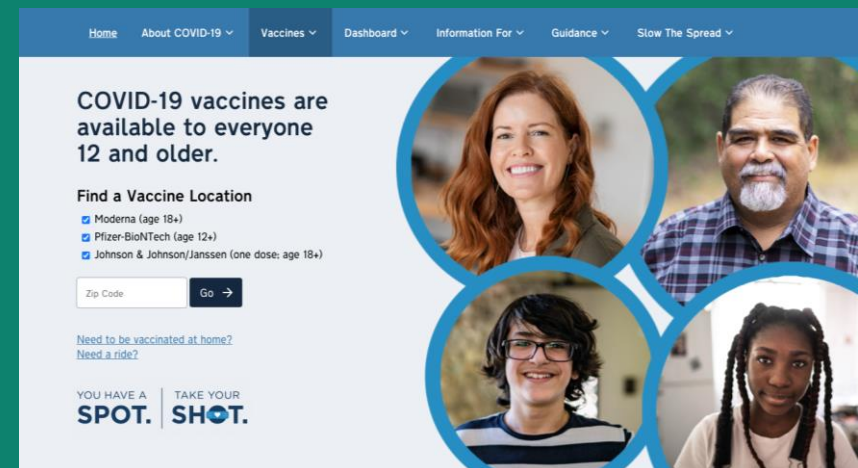 Home About COVID-19 Vaccines Dashboard Information For Guidance Slow The Spread
COVID-19 vaccines are
available to everyone
12 and older.
Find a Vaccine Location
Moderna (age 18+)
Pfizer-BioNTech (age 12+)
Johnson & Johnson/Janssen (one dose; age 18+)
Zip Code Go →
Need to be vaccinated at home?
Need a ride?
YOU HAVE A TAKE YOUR
SPOT. SHOT.